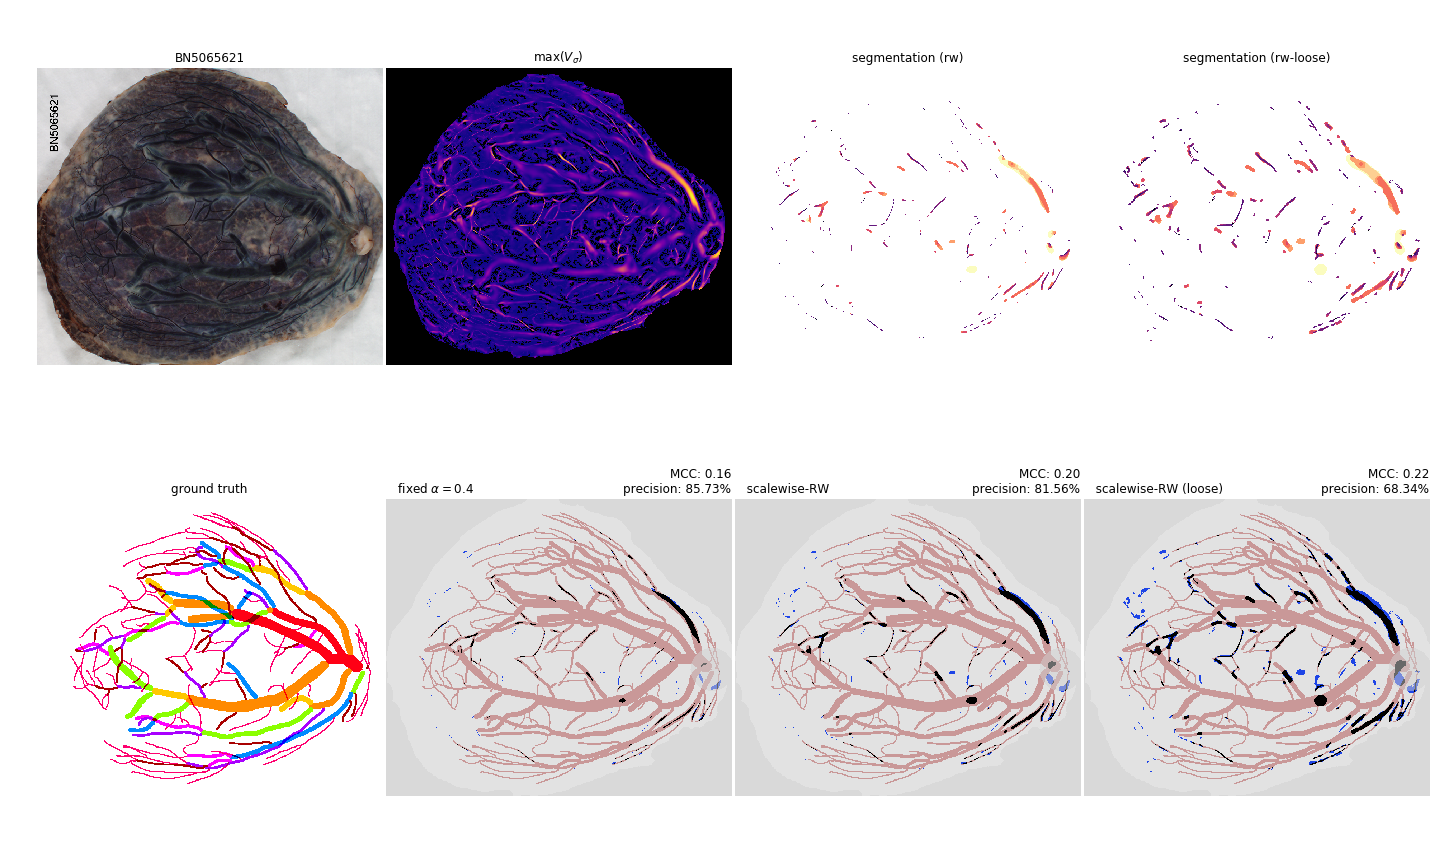 BN5065621
max(V_σ)
segmentation (rw)
segmentation (rw-loose)
BN5065621
ground truth
fixed α = 0.4
MCC: 0.16
precision: 85.73%
scalewise-RW
MCC: 0.20
precision: 81.56%
scalewise-RW (loose)
MCC: 0.22
precision: 68.34%